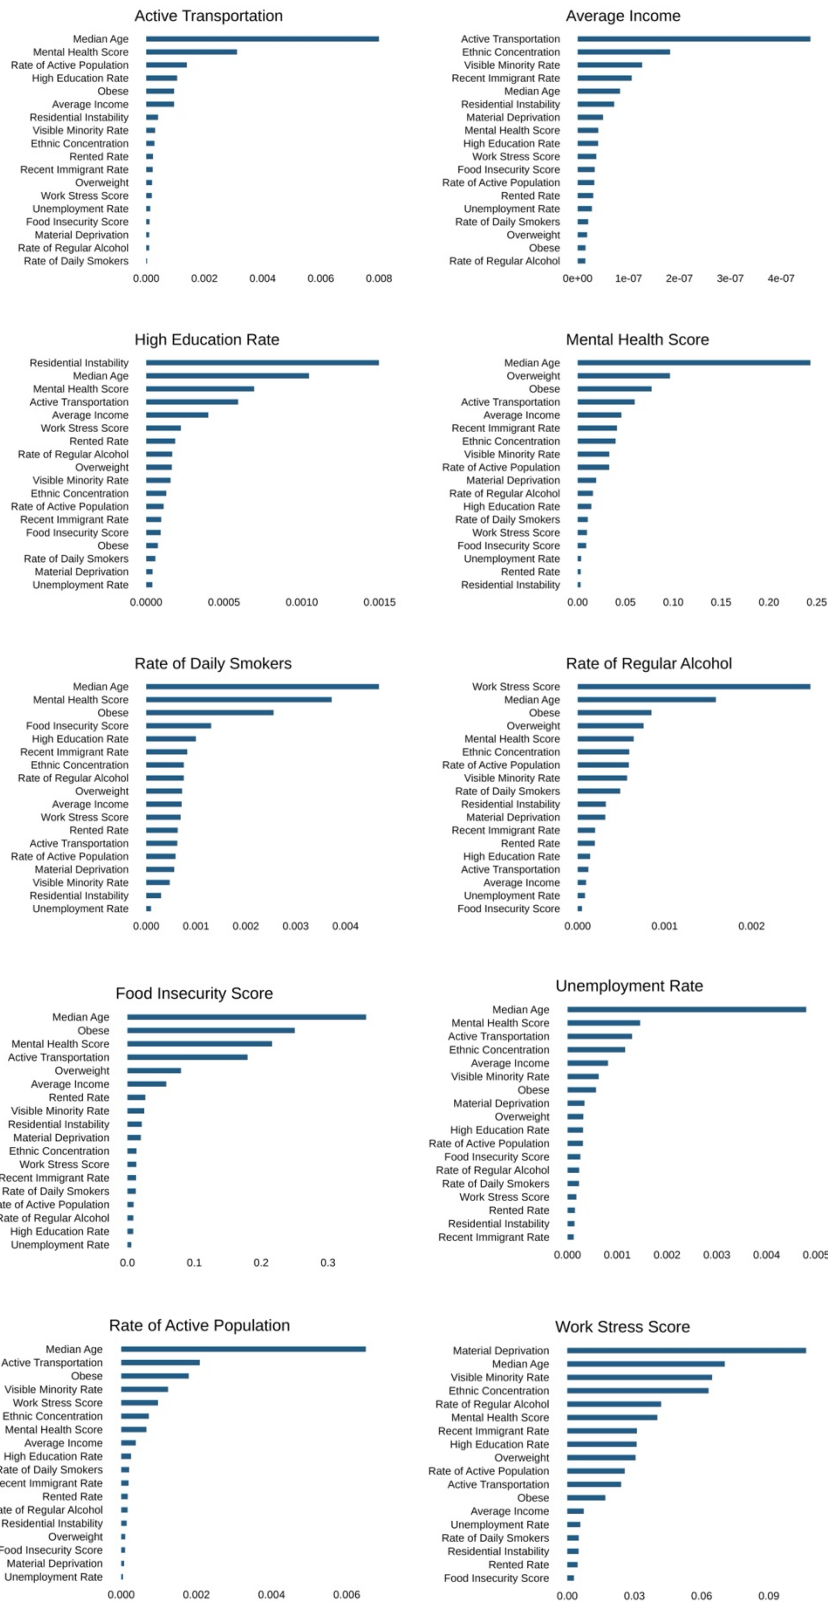 Active Transportation
Median Age
Mental Health Score
Rate of Active Population
High Education Rate
Obese
Average Income
Residential Instability
Visible Minority Rate
Ethnic Concentration
Rented Rate
Recent Immigrant Rate
Overweight
Work Stress Score
Unemployment Rate
Food Insecurity Score
Material Deprivation
Rate of Regular Alcohol
Rate of Daily Smokers
0.000 0.002 0.004 0.006 0.008
Average Income
Active Transportation
Ethnic Concentration
Visible Minority Rate
Recent Immigrant Rate
Median Age
Residential Instability
Material Deprivation
Mental Health Score
High Education Rate
Work Stress Score
Food Insecurity Score
Rate of Active Population
Rented Rate
Unemployment Rate
Rate of Daily Smokers
Overweight
Obese
Rate of Regular Alcohol
0e+00 1e-07 2e-07 3e-07 4e-07
High Education Rate
Residential Instability
Median Age
Mental Health Score
Active Transportation
Average Income
Work Stress Score
Rented Rate
Rate of Regular Alcohol
Overweight
Visible Minority Rate
Ethnic Concentration
Rate of Active Population
Recent Immigrant Rate
Food Insecurity Score
Obese
Rate of Daily Smokers
Material Deprivation
Unemployment Rate
0.0000 0.0005 0.0010 0.0015
Mental Health Score
Median Age
Overweight
Obese
Active Transportation
Average Income
Recent Immigrant Rate
Ethnic Concentration
Visible Minority Rate
Rate of Active Population
Material Deprivation
Rate of Regular Alcohol
High Education Rate
Rate of Daily Smokers
Work Stress Score
Food Insecurity Score
Unemployment Rate
Rented Rate
Residential Instability
0.00 0.05 0.10 0.15 0.20 0.25
Rate of Daily Smokers
Median Age
Mental Health Score
Obese
Food Insecurity Score
High Education Rate
Recent Immigrant Rate
Ethnic Concentration
Rate of Regular Alcohol
Overweight
Average Income
Work Stress Score
Rented Rate
Active Transportation
Rate of Active Population
Material Deprivation
Visible Minority Rate
Residential Instability
Unemployment Rate
0.000 0.001 0.002 0.003 0.004
Rate of Regular Alcohol
Work Stress Score
Median Age
Obese
Overweight
Mental Health Score
Ethnic Concentration
Rate of Active Population
Visible Minority Rate
Rate of Daily Smokers
Residential Instability
Material Deprivation
Recent Immigrant Rate
Rented Rate
High Education Rate
Active Transportation
Average Income
Unemployment Rate
Food Insecurity Score
0.000 0.001 0.002
Food Insecurity Score
Median Age
Obese
Mental Health Score
Active Transportation
Overweight
Average Income
Rented Rate
Visible Minority Rate
Residential Instability
Material Deprivation
Ethnic Concentration
Work Stress Score
Recent Immigrant Rate
Rate of Daily Smokers
ate of Active Population
Rate of Regular Alcohol
High Education Rate
Unemployment Rate
0.0 0.1 0.2 0.3
Unemployment Rate
Median Age
Mental Health Score
Active Transportation
Ethnic Concentration
Average Income
Visible Minority Rate
Obese
Material Deprivation
Overweight
High Education Rate
Rate of Active Population
Food Insecurity Score
Rate of Regular Alcohol
Rate of Daily Smokers
Work Stress Score
Rented Rate
Residential Instability
Recent Immigrant Rate
0.000 0.001 0.002 0.003 0.004 0.005
Rate of Active Population
Median Age
Active Transportation
Obese
Visible Minority Rate
Work Stress Score
Ethnic Concentration
Mental Health Score
Average Income
High Education Rate
Rate of Daily Smokers
ecent Immigrant Rate
Rented Rate
ate of Regular Alcohol
Residential Instability
Overweight
Food Insecurity Score
Material Deprivation
Unemployment Rate
0.000 0.002 0.004 0.006
Work Stress Score
Material Deprivation
Median Age
Visible Minority Rate
Ethnic Concentration
Rate of Regular Alcohol
Mental Health Score
Recent Immigrant Rate
High Education Rate
Overweight
Rate of Active Population
Active Transportation
Obese
Average Income
Unemployment Rate
Rate of Daily Smokers
Residential Instability
Rented Rate
Food Insecurity Score
0.00 0.03 0.06 0.09